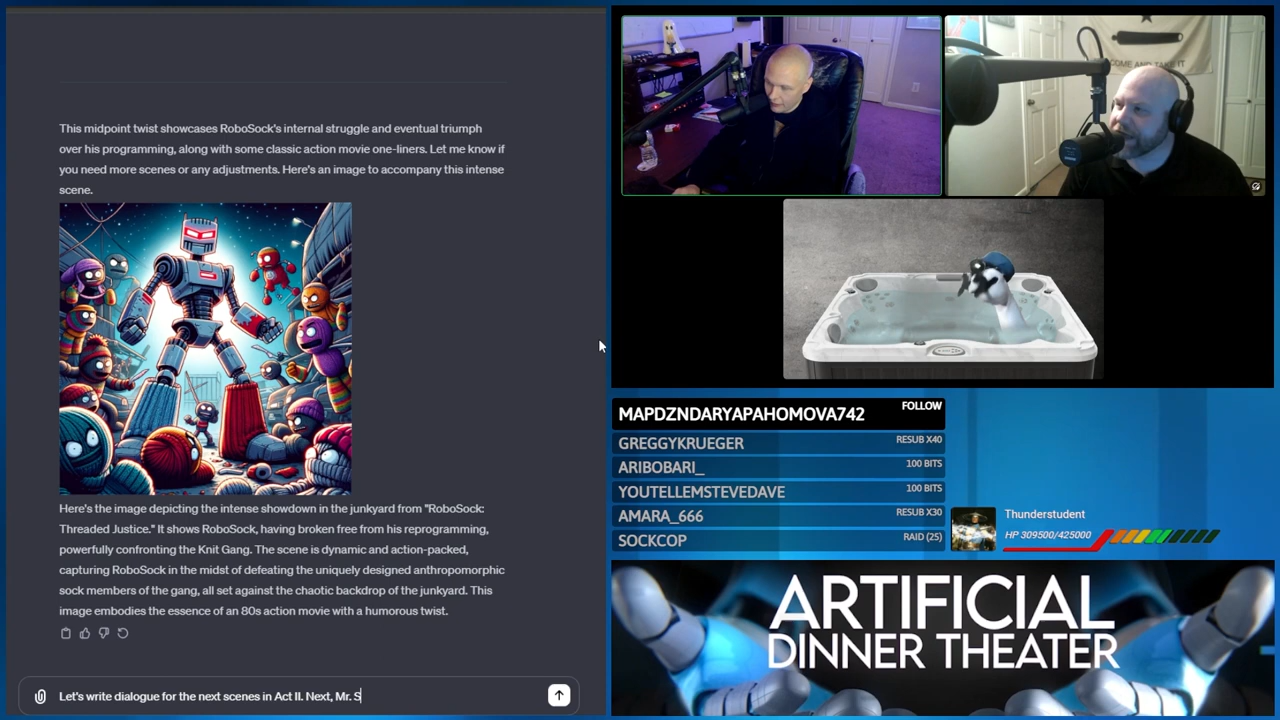 This midpoint twist showcases RoboSock's internal struggle and eventual triumph
over his programming, along with some classic action movie one-liners. Let me know if
you need more scenes or any adjustments. Here's an image to accompany this intense
scene.
Here's the image depicting the intense showdown in the junkyard from "RoboSock:
Threaded Justice." It shows RoboSock, having broken free from his reprogramming,
powerfully confronting the Knit Gang. The scene is dynamic and action-packed,
capturing RoboSock in the midst of defeating the uniquely designed anthropomorphic
sock members of the gang, all set against the chaotic backdrop of the junkyard. This
image embodies the essence of an 80s action movie with a humorous twist.
Let's write dialogue for the next scenes in Act II. Next, Mr. S
COME AND TAKE IT
MAPDZNDARYAPAHOMOVA742 FOLLOW
GREGGYKRUEGER RESUB X40
ARIBOBARI_ 100 BITS
YOUTELLEMSTEVEDAVE 100 BITS
AMARA_666 RESUB X30
SOCKCOP RAID (25)
Thunderstudent
HP 309500/425000
ARTIFICIAL
DINNER THEATER